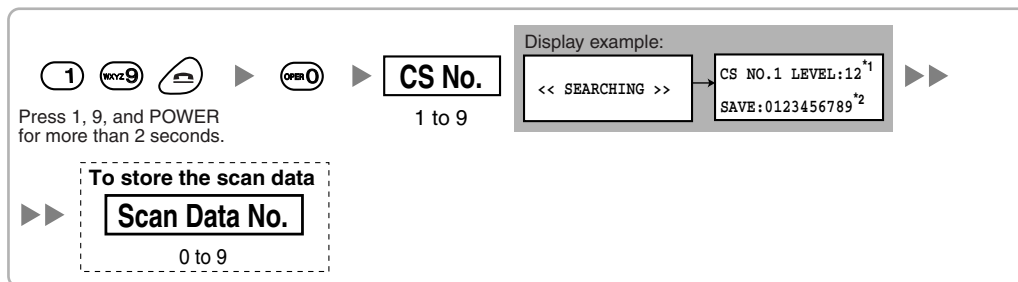 1 WXYZ9 OPER0 CS No.
Press 1, 9, and POWER
for more than 2 seconds.
1 to 9
Display example:
<< SEARCHING >>
CS NO.1 LEVEL:12*1
SAVE:0123456789*2
To store the scan data
Scan Data No.
0 to 9